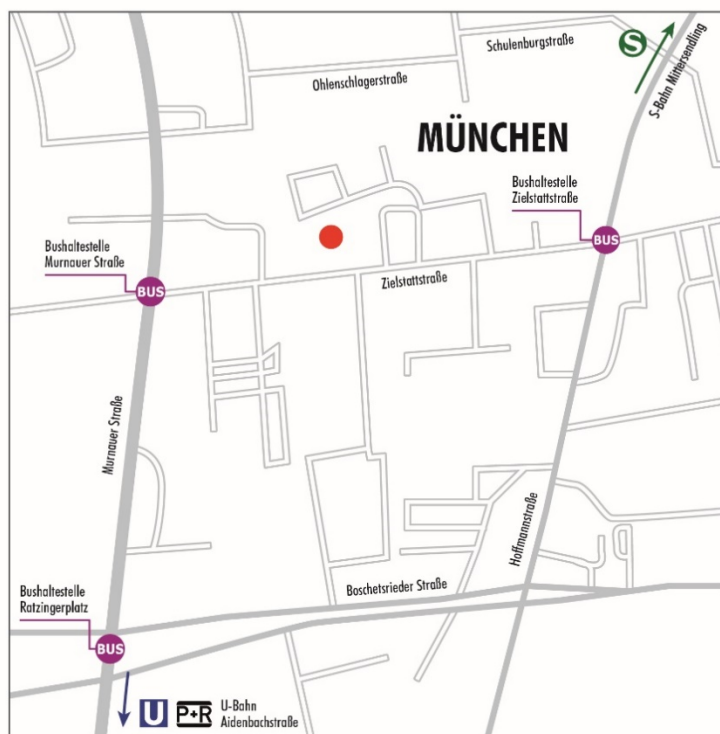 Schulenburgstraße
S
S-Bahn Mittersendling
Ohlenschlagerstraße
MÜNCHEN
Bushaltestelle
Zielstattstraße
BUS
Bushaltestelle
Murnauer Straße
BUS
Zielstattstraße
Murnauer Straße
Hoffmannstraße
Boschetsrieder Straße
Bushaltestelle
Ratzingerplatz
BUS
U P+R U-Bahn
Aidenbachstraße